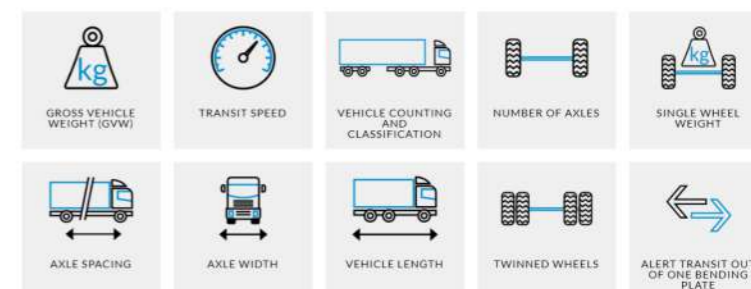 kg
GROSS VEHICLE
WEIGHT (GVW)
TRANSIT SPEED
VEHICLE COUNTING
AND
CLASSIFICATION
NUMBER OF AXLES
kg
SINGLE WHEEL
WEIGHT
AXLE SPACING
AXLE WIDTH
VEHICLE LENGTH
TWINNED WHEELS
ALERT TRANSIT OUT
OF ONE BENDING
PLATE